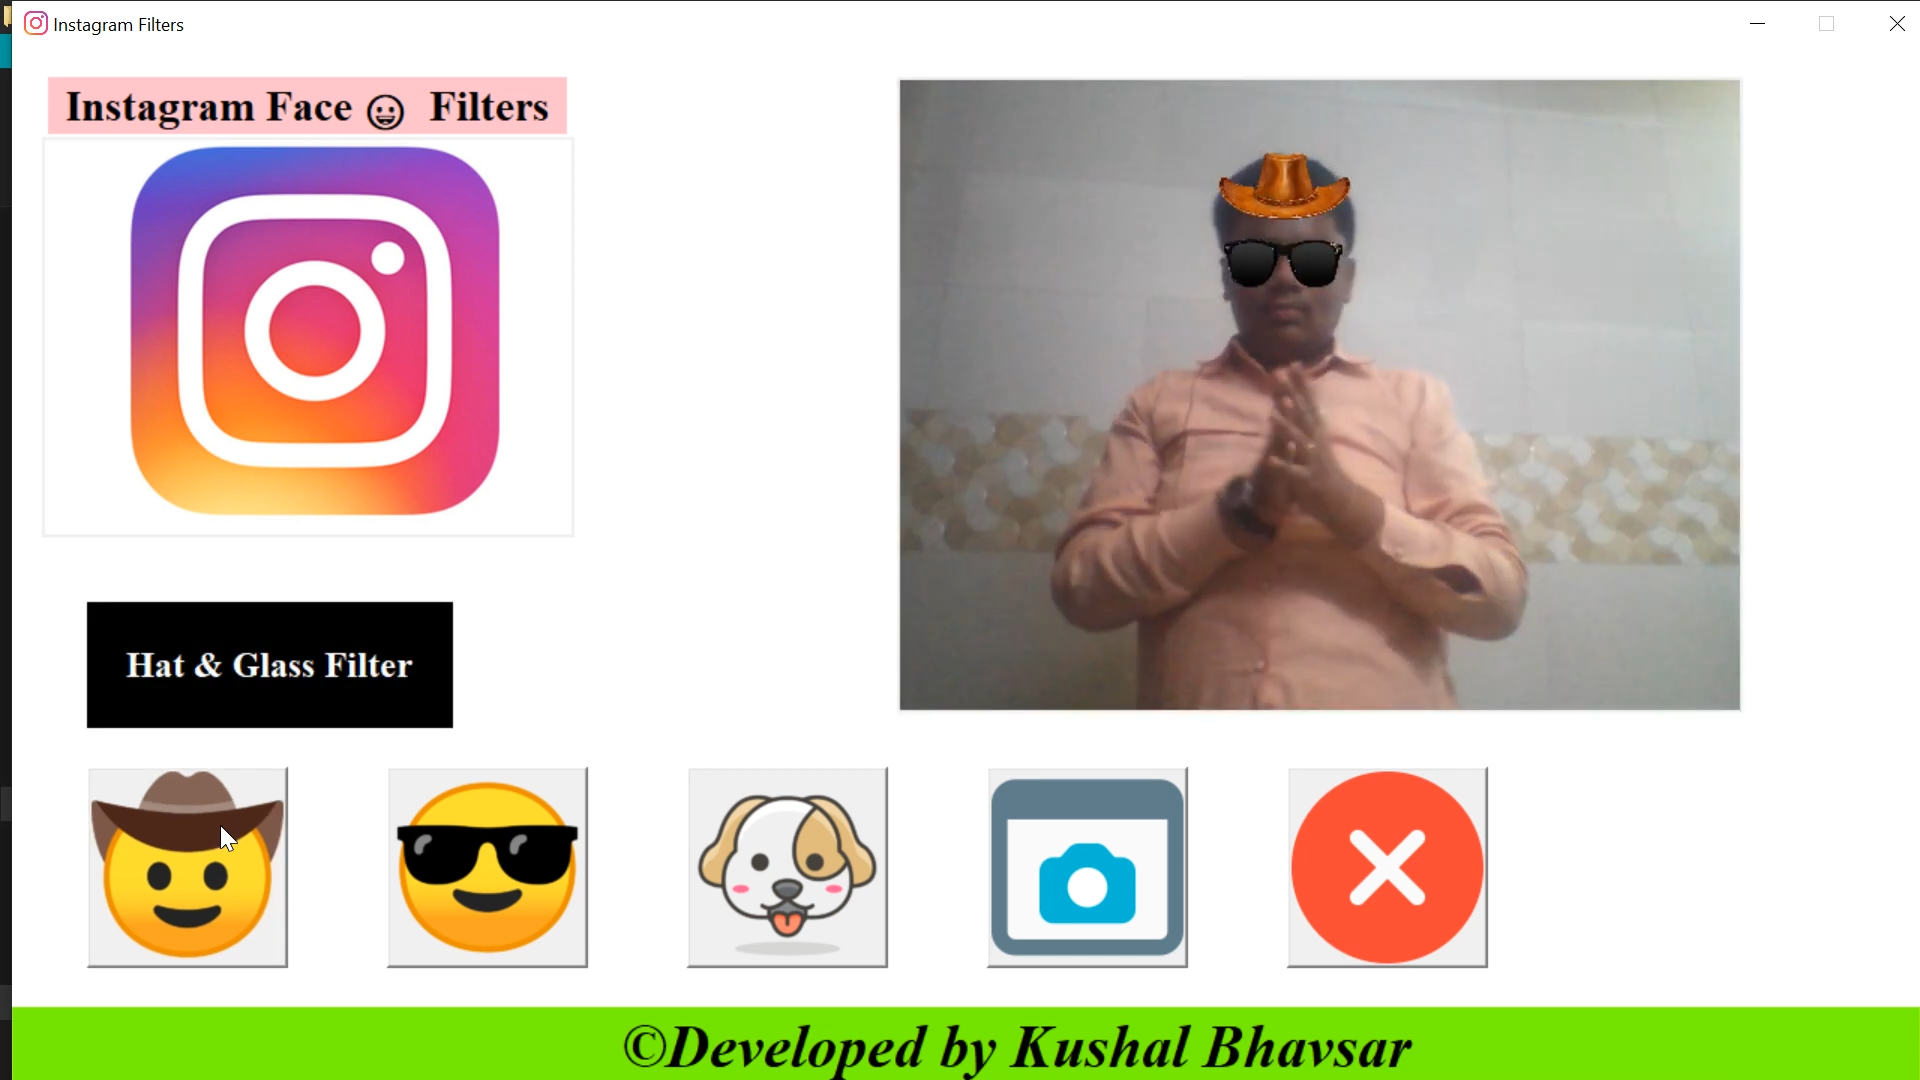 Instagram Filters
Instagram Face 😀 Filters
Hat & Glass Filter
©Developed by Kushal Bhavsar